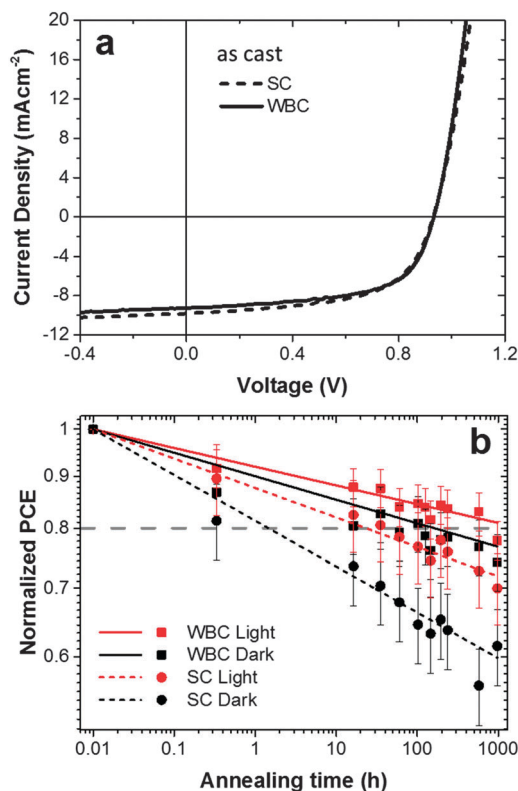 a
as cast
SC
WBC
20
16
12
8
4
0
-4
-8
-12
Current Density (mAcm⁻²)
-0.4 0.0 0.4 0.8 1.2
Voltage (V)
b
1
0.9
0.8
0.7
0.6
Normalized PCE
WBC Light
WBC Dark
SC Light
SC Dark
0.01 0.1 1 10 100 1000
Annealing time (h)